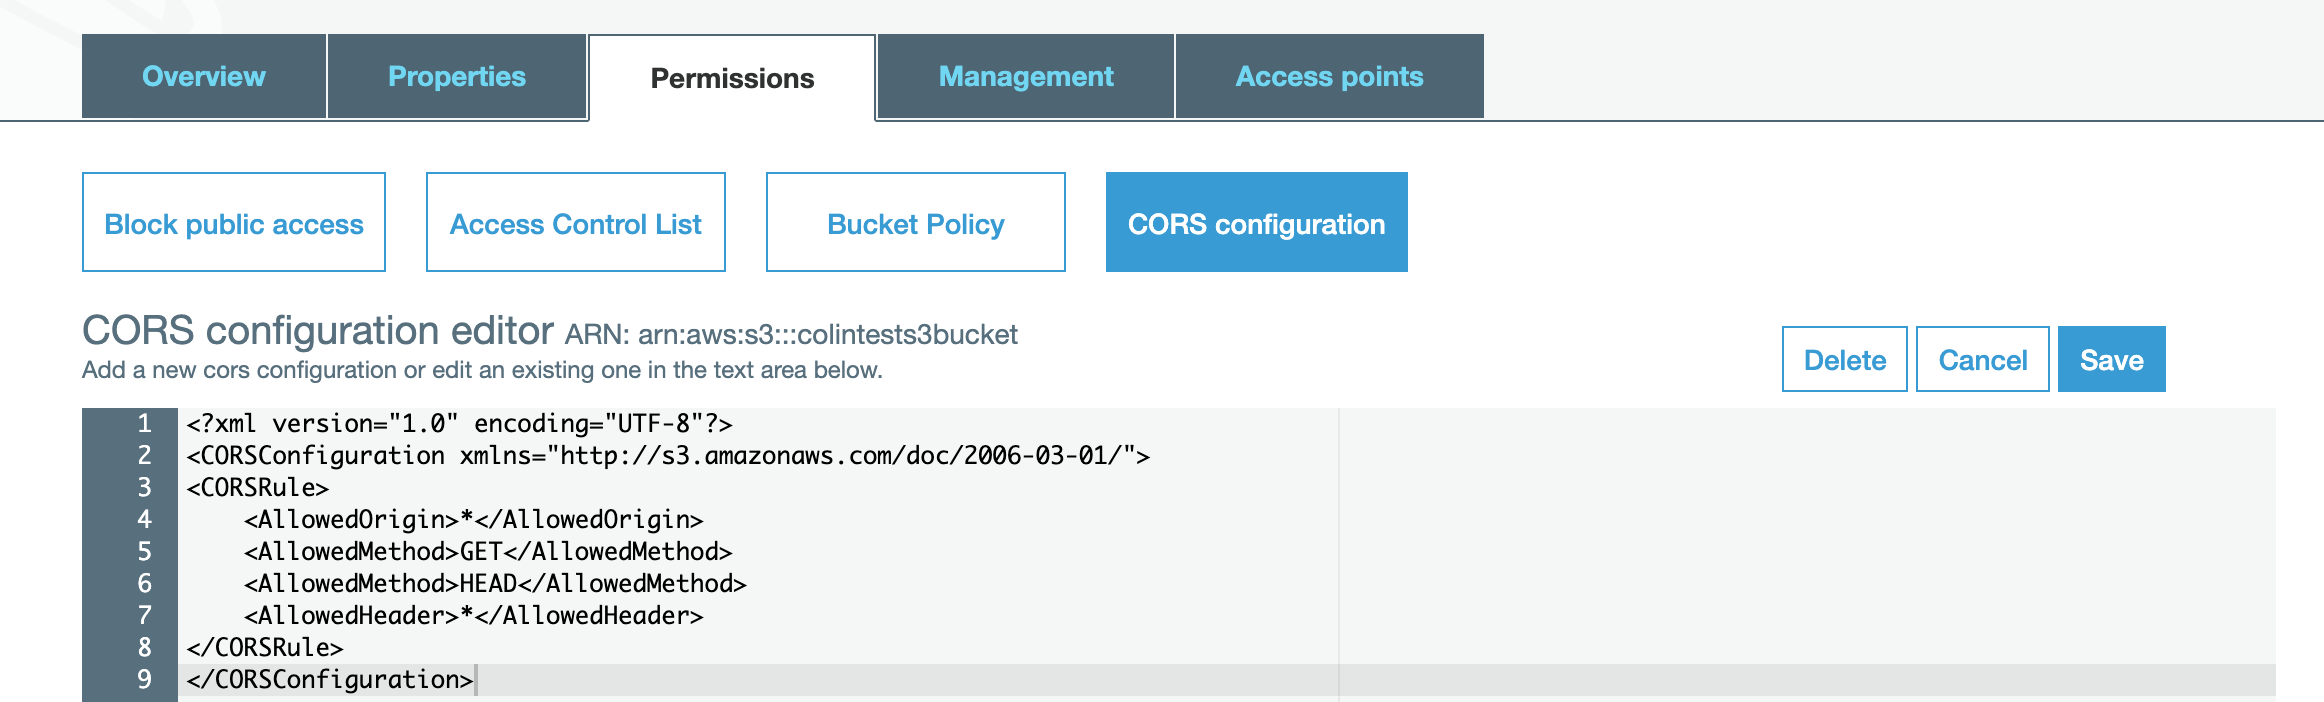 Overview Properties Permissions Management Access points
Block public access Access Control List Bucket Policy CORS configuration
CORS configuration editor ARN: arn:aws:s3:::colintests3bucket
Add a new cors configuration or edit an existing one in the text area below.
Delete Cancel Save
1 <?xml version="1.0" encoding="UTF-8"?>
2 <CORSConfiguration xmlns="http://s3.amazonaws.com/doc/2006-03-01/">
3 <CORSRule>
4     <AllowedOrigin>*</AllowedOrigin>
5     <AllowedMethod>GET</AllowedMethod>
6     <AllowedMethod>HEAD</AllowedMethod>
7     <AllowedHeader>*</AllowedHeader>
8 </CORSRule>
9 </CORSConfiguration>